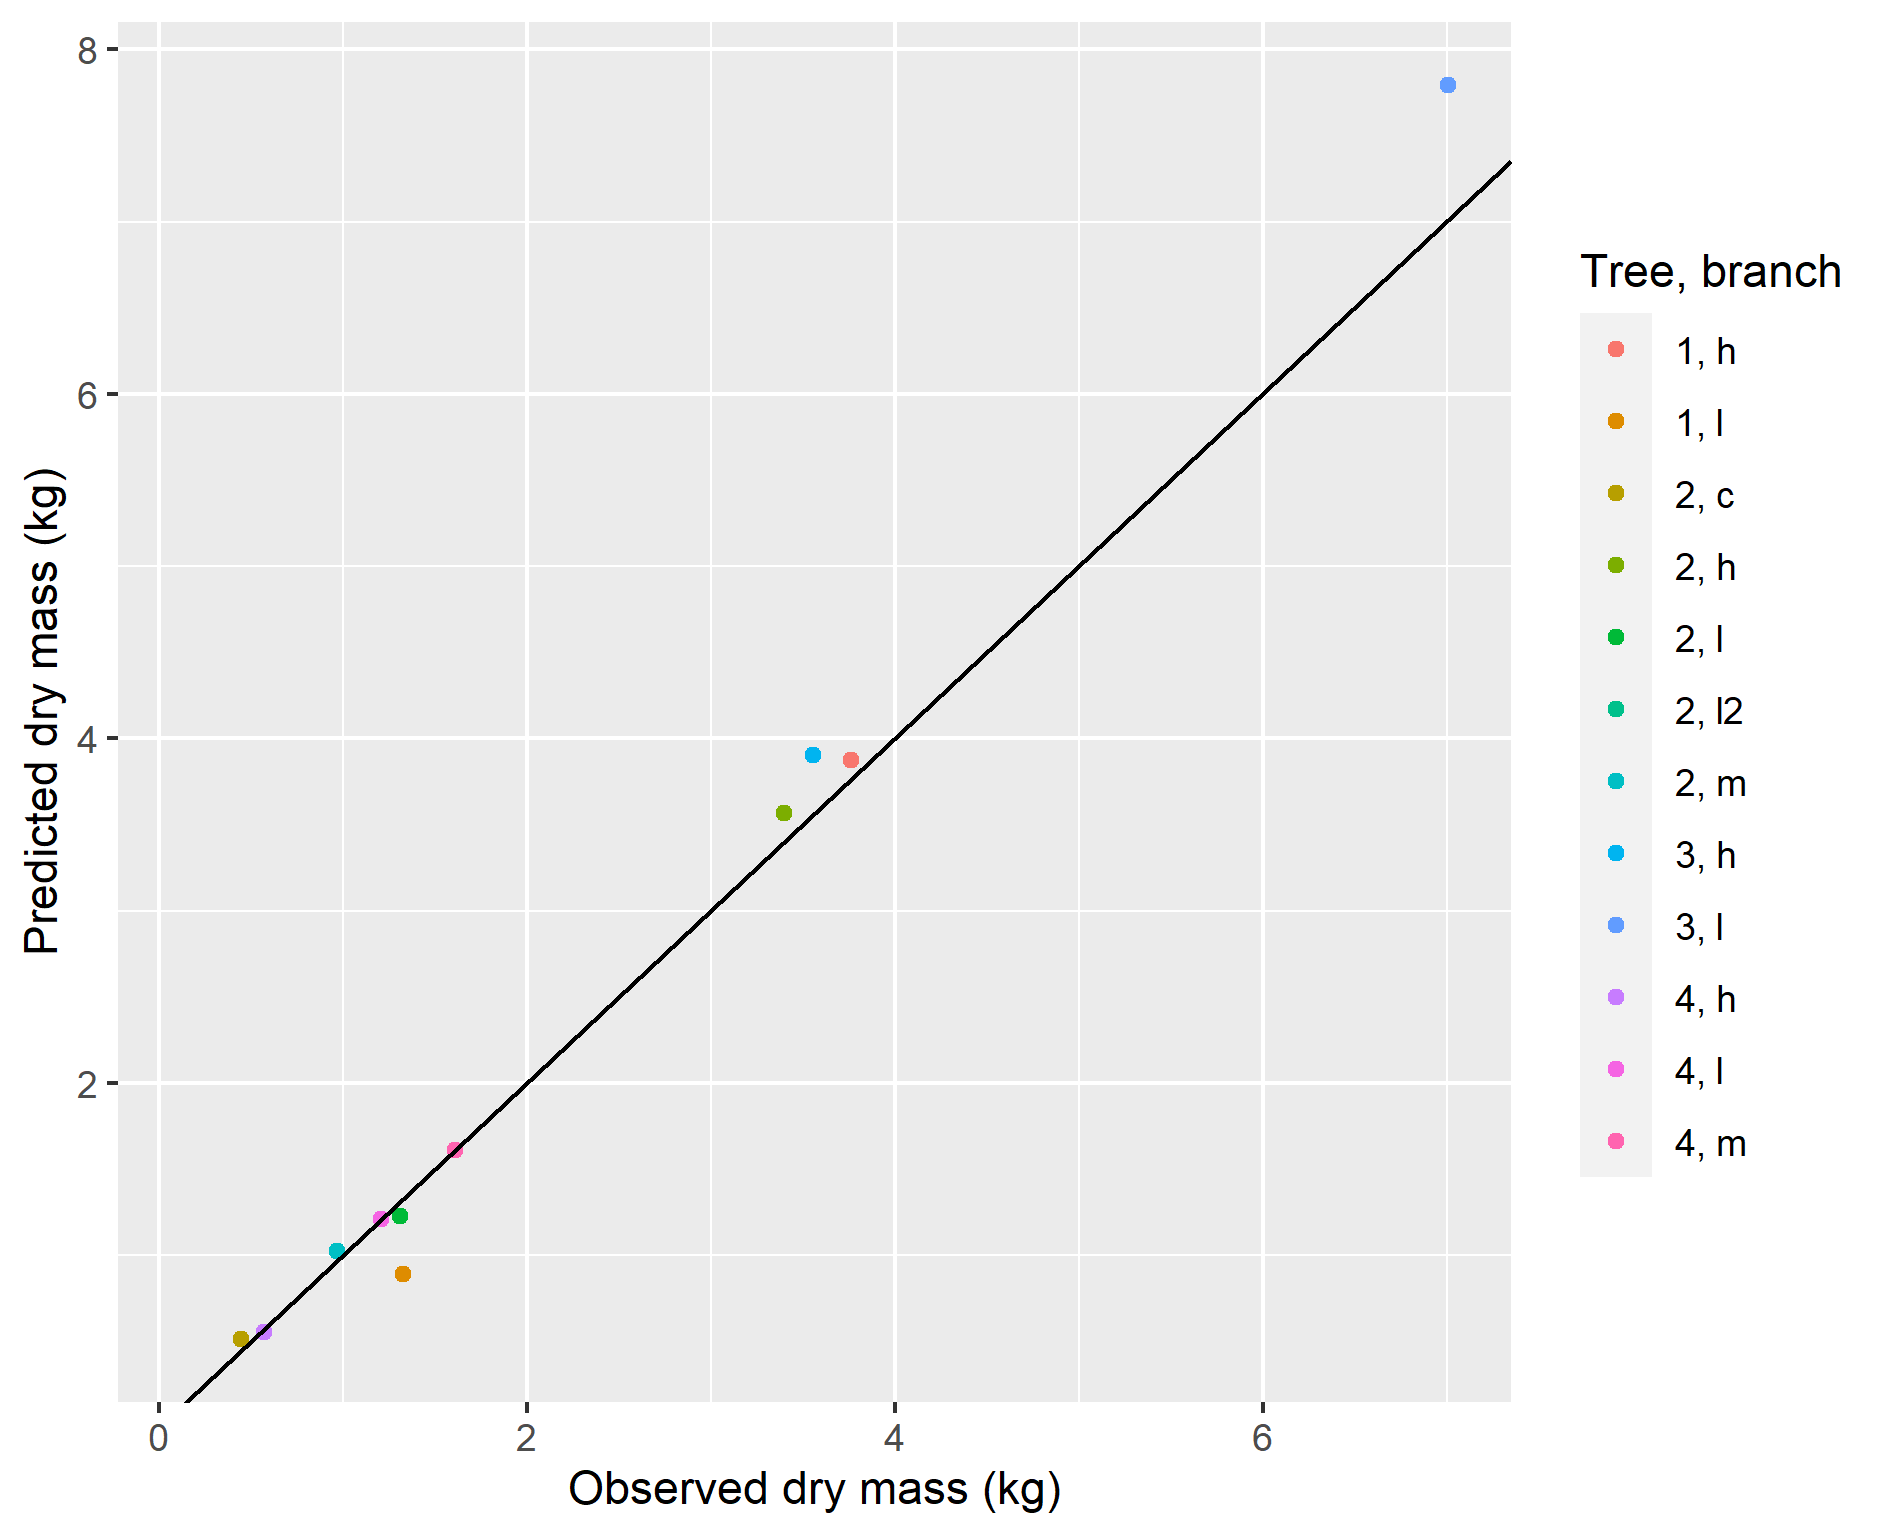 8
6
4
2
Predicted dry mass (kg)
0 2 4 6
Observed dry mass (kg)
Tree, branch
1, h
1, l
2, c
2, h
2, l
2, l2
2, m
3, h
3, l
4, h
4, l
4, m